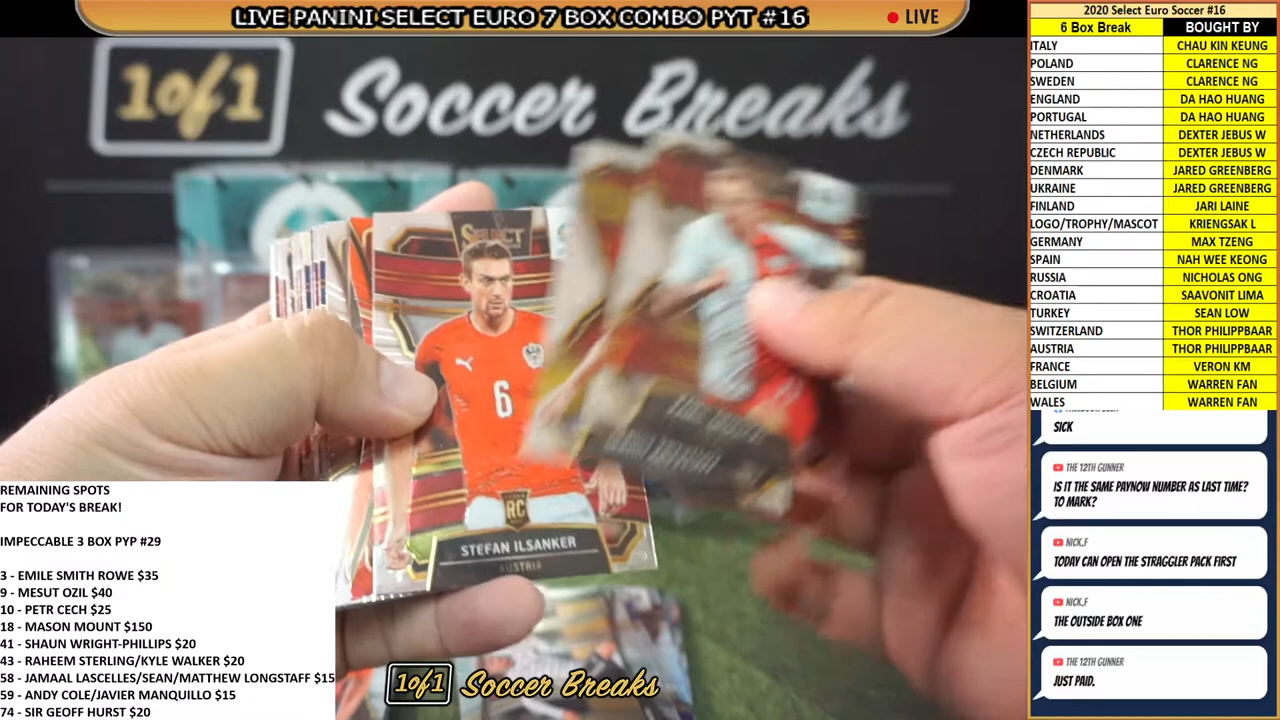 LIVE PANINI SELECT EURO 7 BOX COMBO PYT #16
LIVE
1of1
Soccer Breaks
SELECT
6
RC
STEFAN ILSANKER
AUSTRIA
1of1 Soccer Breaks
REMAINING SPOTS
FOR TODAY'S BREAK!
IMPECCABLE 3 BOX PYP #29
3 - EMILE SMITH ROWE $35
9 - MESUT OZIL $40
10 - PETR CECH $25
18 - MASON MOUNT $150
41 - SHAUN WRIGHT-PHILLIPS $20
43 - RAHEEM STERLING/KYLE WALKER $20
58 - JAMAAL LASCELLES/SEAN/MATTHEW LONGSTAFF $15
59 - ANDY COLE/JAVIER MANQUILLO $15
74 - SIR GEOFF HURST $20
2020 Select Euro Soccer #16
6 Box Break BOUGHT BY
ITALY CHAU KIN KEUNG
POLAND CLARENCE NG
SWEDEN CLARENCE NG
ENGLAND DA HAO HUANG
PORTUGAL DA HAO HUANG
NETHERLANDS DEXTER JEBUS W
CZECH REPUBLIC DEXTER JEBUS W
DENMARK JARED GREENBERG
UKRAINE JARED GREENBERG
FINLAND JARI LAINE
LOGO/TROPHY/MASCOT KRIENGSAK L
GERMANY MAX TZENG
SPAIN NAH WEE KEONG
RUSSIA NICHOLAS ONG
CROATIA SAAVONIT LIMA
TURKEY SEAN LOW
SWITZERLAND THOR PHILIPPBAAR
AUSTRIA THOR PHILIPPBAAR
FRANCE VERON KM
BELGIUM WARREN FAN
WALES WARREN FAN
SICK
THE 12TH GUNNER
IS IT THE SAME PAYNOW NUMBER AS LAST TIME?
TO MARK?
NICK.F
TODAY CAN OPEN THE STRAGGLER PACK FIRST
NICK.F
THE OUTSIDE BOX ONE
THE 12TH GUNNER
JUST PAID.